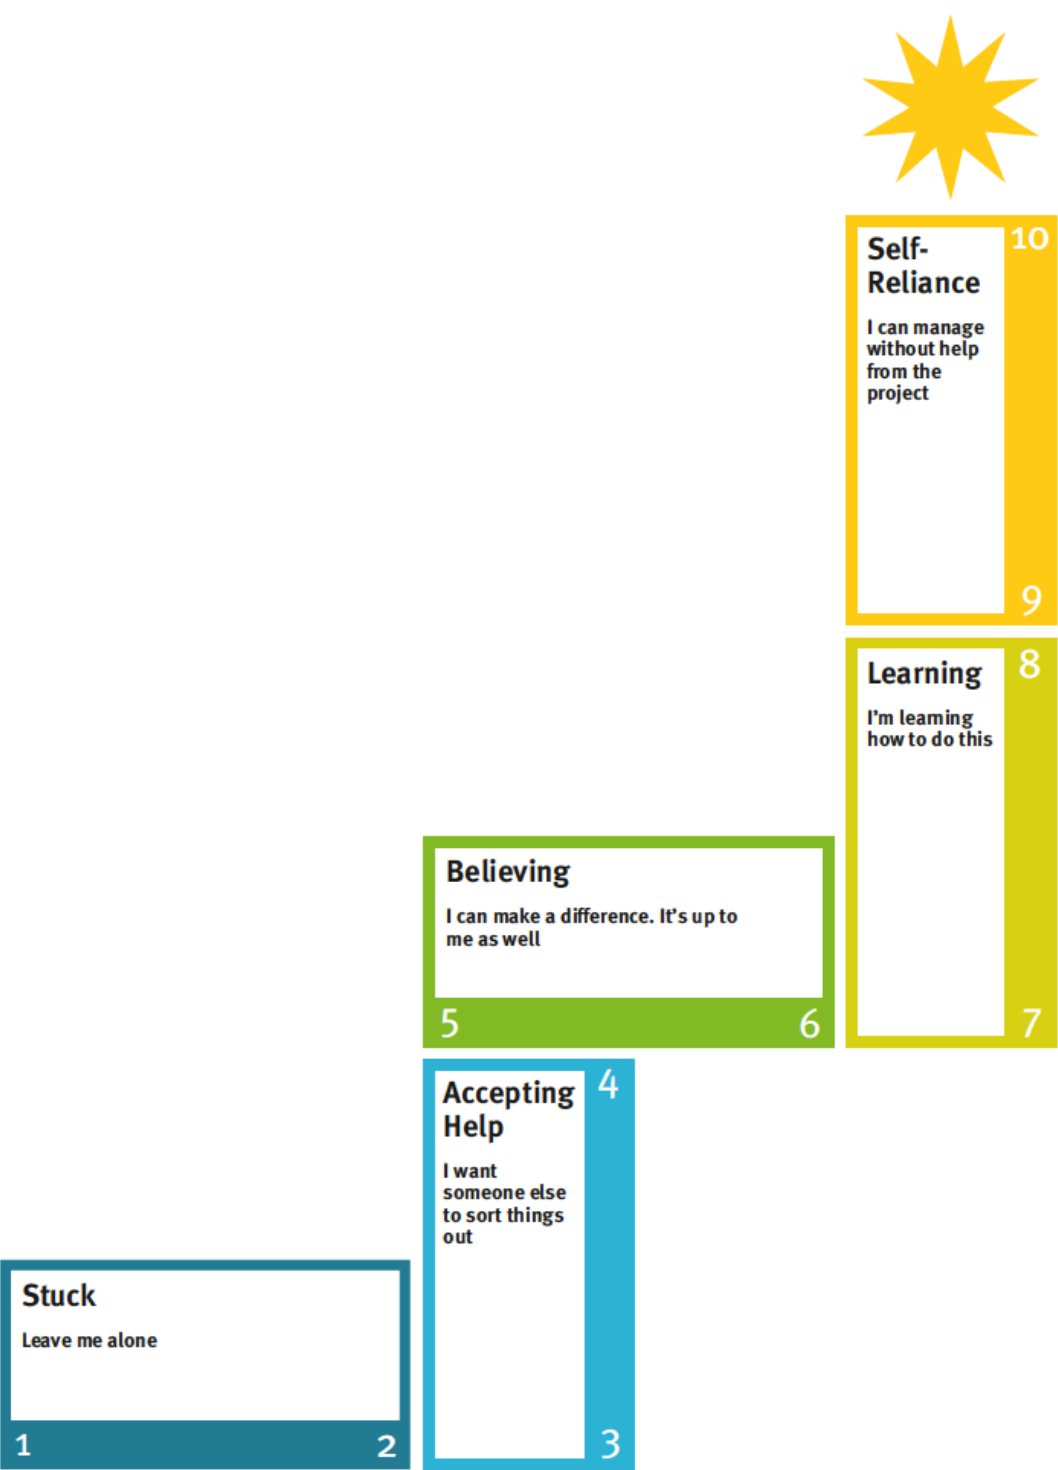 10
Self-
Reliance
I can manage
without help
from the
project
9
8
Learning
I'm learning
how to do this
7
Believing
I can make a difference. It's up to
me as well
5 6
4
Accepting
Help
I want
someone else
to sort things
out
3
Stuck
Leave me alone
1 2